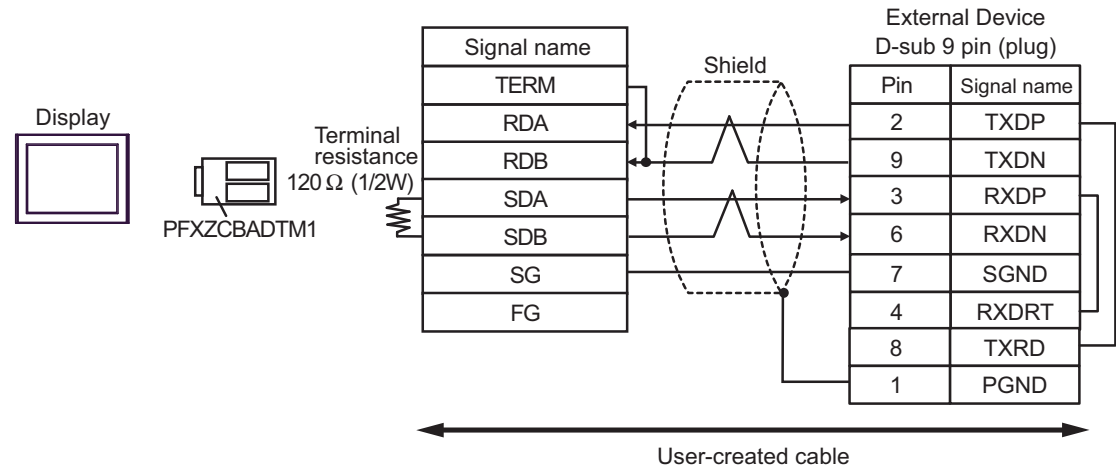 External Device
D-sub 9 pin (plug)
Display
PFXZCBADTM1
Terminal
resistance
120 Ω (1/2W)
Signal name
TERM
RDA
RDB
SDA
SDB
SG
FG
Shield
Pin Signal name
2 TXDP
9 TXDN
3 RXDP
6 RXDN
7 SGND
4 RXDRT
8 TXRD
1 PGND
User-created cable